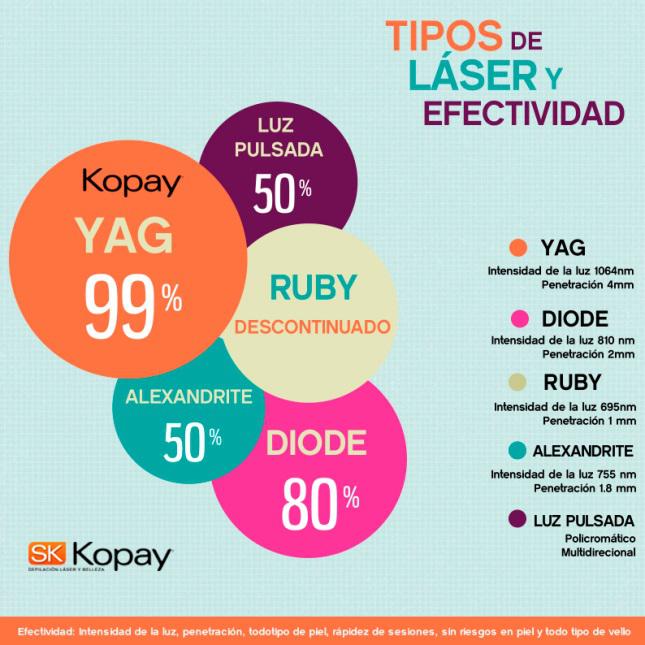 TIPOS DE
LÁSER Y
EFECTIVIDAD
LUZ
PULSADA
50%
Kopay
YAG
99%
RUBY
DESCONTINUADO
ALEXANDRITE
50%
DIODE
80%
YAG
Intensidad de la luz 1064nm
Penetración 4mm
DIODE
Intensidad de la luz 810 nm
Penetración 2mm
RUBY
Intensidad de la luz 695nm
Penetración 1 mm
ALEXANDRITE
Intensidad de la luz 755 nm
Penetración 1.8 mm
LUZ PULSADA
Policromático
Multidirecional
SK Kopay
DEPILACIÓN LÁSER Y BELLEZA
Efectividad: Intensidad de la luz, penetración, todotipo de piel, rápidez de sesiones, sin riesgos en piel y todo tipo de vello